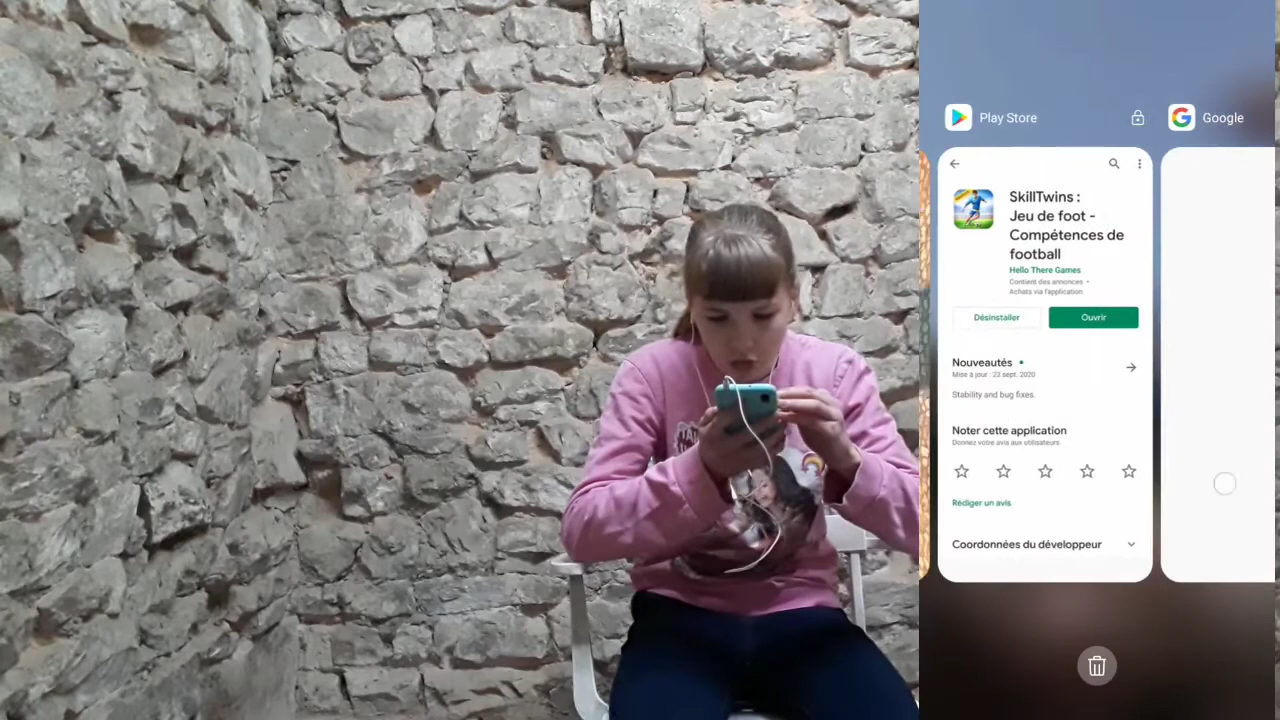 Play Store
Google
SkillTwins :
Jeu de foot -
Compétences de
football
Hello There Games
Contient des annonces •
Achats via l'application
Désinstaller
Ouvrir
Nouveautés •
Mise à jour : 23 sept. 2020
Stability and bug fixes.
Noter cette application
Donnez votre avis aux utilisateurs
Rédiger un avis
Coordonnées du développeur